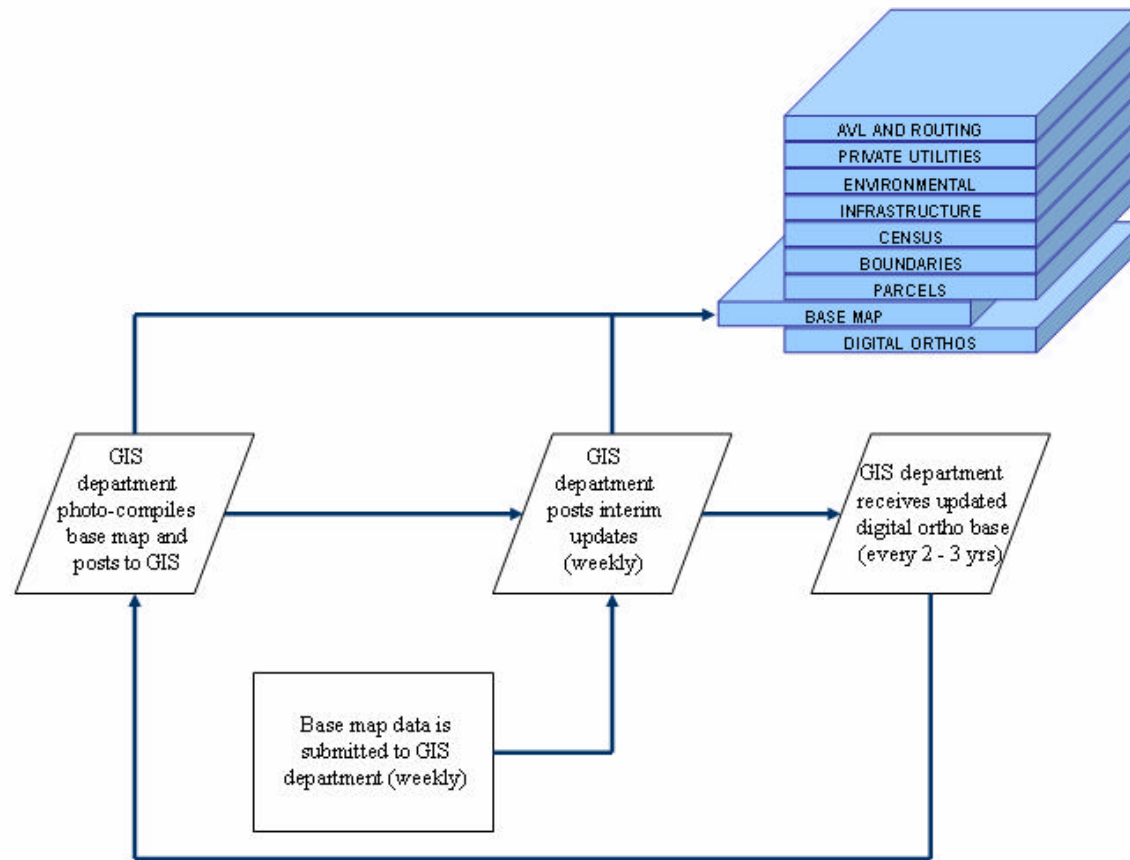 AVL AND ROUTING
PRIVATE UTILITIES
ENVIRONMENTAL
INFRASTRUCTURE
CENSUS
BOUNDARIES
PARCELS
BASE MAP
DIGITAL ORTHOS
GIS
department
photo-compiles
base map and
posts to GIS
GIS
department
posts interim
updates
(weekly)
GIS department
receives updated
digital ortho base
(every 2 - 3 yrs)
Base map data is
submitted to GIS
department (weekly)